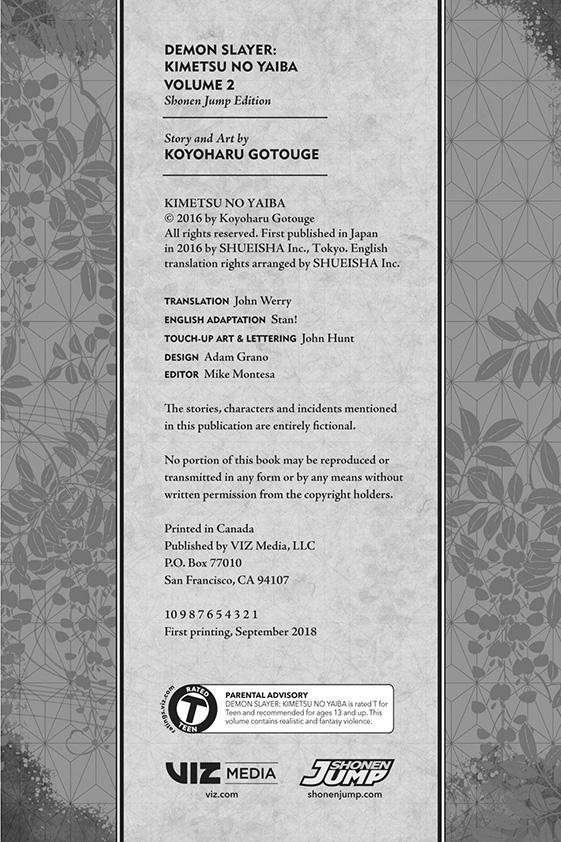 DEMON SLAYER:
KIMETSU NO YAIBA
VOLUME 2
Shonen Jump Edition
Story and Art by
KOYOHARU GOTOUGE
KIMETSU NO YAIBA
© 2016 by Koyoharu Gotouge
All rights reserved. First published in Japan
in 2016 by SHUEISHA Inc., Tokyo. English
translation rights arranged by SHUEISHA Inc.
TRANSLATION John Werry
ENGLISH ADAPTATION Stan!
TOUCH-UP ART & LETTERING John Hunt
DESIGN Adam Grano
EDITOR Mike Montesa
The stories, characters and incidents mentioned
in this publication are entirely fictional.
No portion of this book may be reproduced or
transmitted in any form or by any means without
written permission from the copyright holders.
Printed in Canada
Published by VIZ Media, LLC
P.O. Box 77010
San Francisco, CA 94107
10 9 8 7 6 5 4 3 2 1
First printing, September 2018
ratings.viz.com
RATED
T
TEEN
PARENTAL ADVISORY
DEMON SLAYER: KIMETSU NO YAIBA is rated T for
Teen and recommended for ages 13 and up. This
volume contains realistic and fantasy violence.
VIZ MEDIA
viz.com
SHONEN
JUMP
shonenjump.com